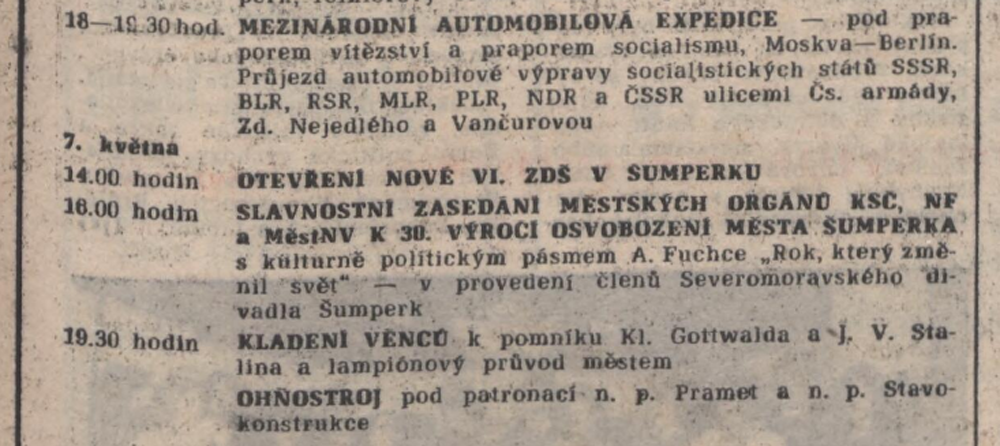 18—19.30 hod. MEZINÁRODNÍ AUTOMOBILOVÁ EXPEDICE — pod pra-
porem vítězství a praporem socialismu, Moskva—Berlín.
Průjezd automobilové výpravy socialistických států SSSR,
BLR, RSR, MLR, PLR, NDR a ČSSR ulicemi Čs. armády,
Zd. Nejedlého a Vančurovou
7. května
14.00 hodin OTEVŘENÍ NOVÉ VI. ZDŠ V ŠUMPERKU
16.00 hodin SLAVNOSTNÍ ZASEDÁNÍ MĚSTSKÝCH ORGÁNŮ KSČ, NF
a MěstNV K 30. VÝROČÍ OSVOBOZENÍ MĚSTA ŠUMPERKA
s kulturně politickým pásmem A. Fuchce „Rok, který změ-
nil svět“ — v provedení členů Severomoravského di-
vadla Šumperk
19.30 hodin KLADENÍ VĚNCŮ k pomníku Kl. Gottwalda a J. V. Sta-
lina a lampiónový průvod městem
OHŇOSTROJ pod patronací n. p. Pramet a n. p. Stavo-
konstrukce